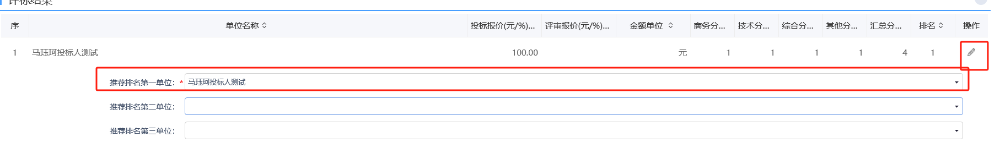 评标结果
序 单位名称 投标报价(元/%)... 评审报价(元/%)... 金额单位 商务分... 技术分... 综合分... 其他分... 汇总分... 排名 操作
1 马珏珂投标人测试 100.00 元 1 1 1 1 4 1
推荐排名第一单位：* 马珏珂投标人测试
推荐排名第二单位：
推荐排名第三单位：